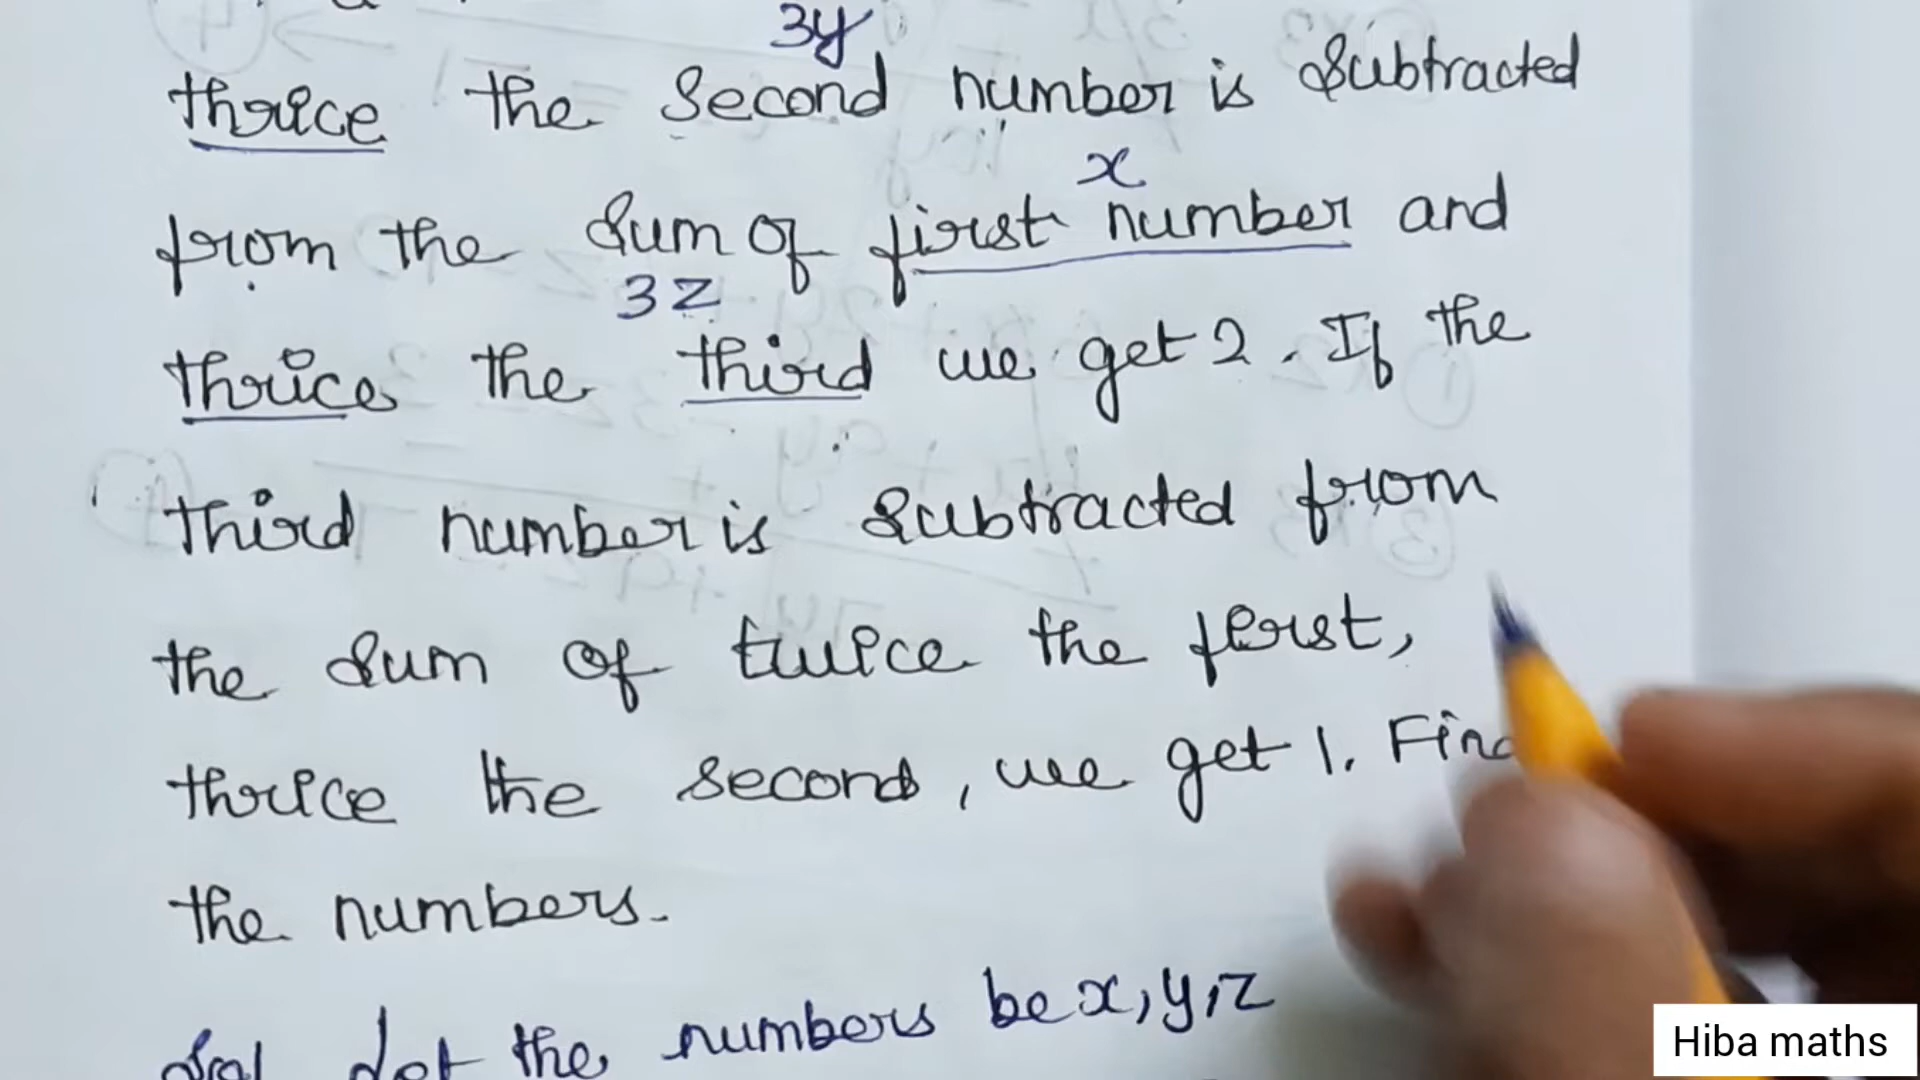 3y
thrice the second number is subtracted
x
from the sum of first number and
3z
thrice the third we get 2. If the
third number is subtracted from
the sum of twice the first,
thrice the second, we get 1. Find
the numbers.
Sol Let the numbers be x, y, z
Hiba maths